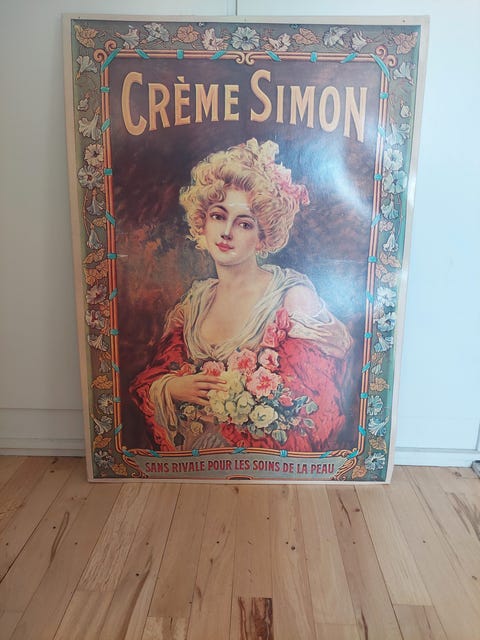 CRÈME SIMON
SANS RIVALE POUR LES SOINS DE LA PEAU